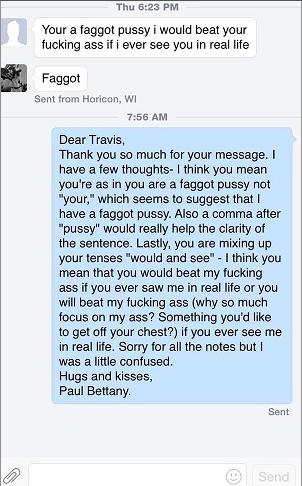 Thu 6:23 PM
Your a faggot pussy i would beat your
fucking ass if i ever see you in real life
Faggot
Sent from Horicon, WI
7:56 AM
Dear Travis,
Thank you so much for your message. I
have a few thoughts- I think you mean
you're as in you are a faggot pussy not
"your," which seems to suggest that I
have a faggot pussy. Also a comma after
"pussy" would really help the clarity of
the sentence. Lastly, you are mixing up
your tenses "would and see" - I think you
mean that you would beat my fucking
ass if you ever saw me in real life or you
will beat my fucking ass (why so much
focus on my ass? Something you'd like
to get off your chest?) if you ever see me
in real life. Sorry for all the notes but I
was a little confused.
Hugs and kisses,
Paul Bettany.
Sent
Send